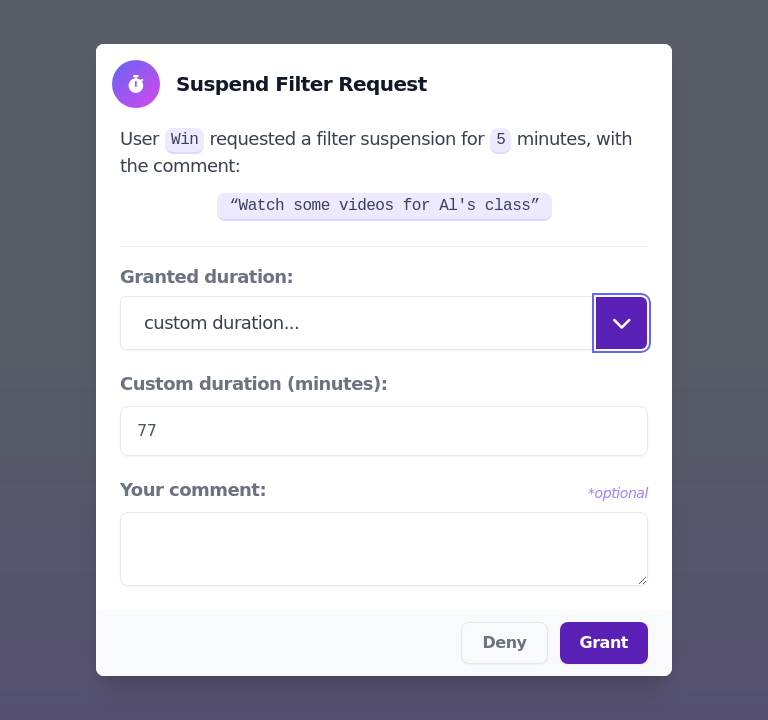 Suspend Filter Request
User Win requested a filter suspension for 5 minutes, with
the comment:
“Watch some videos for Al's class”
Granted duration:
custom duration...
Custom duration (minutes):
77
Your comment:
*optional
Deny
Grant